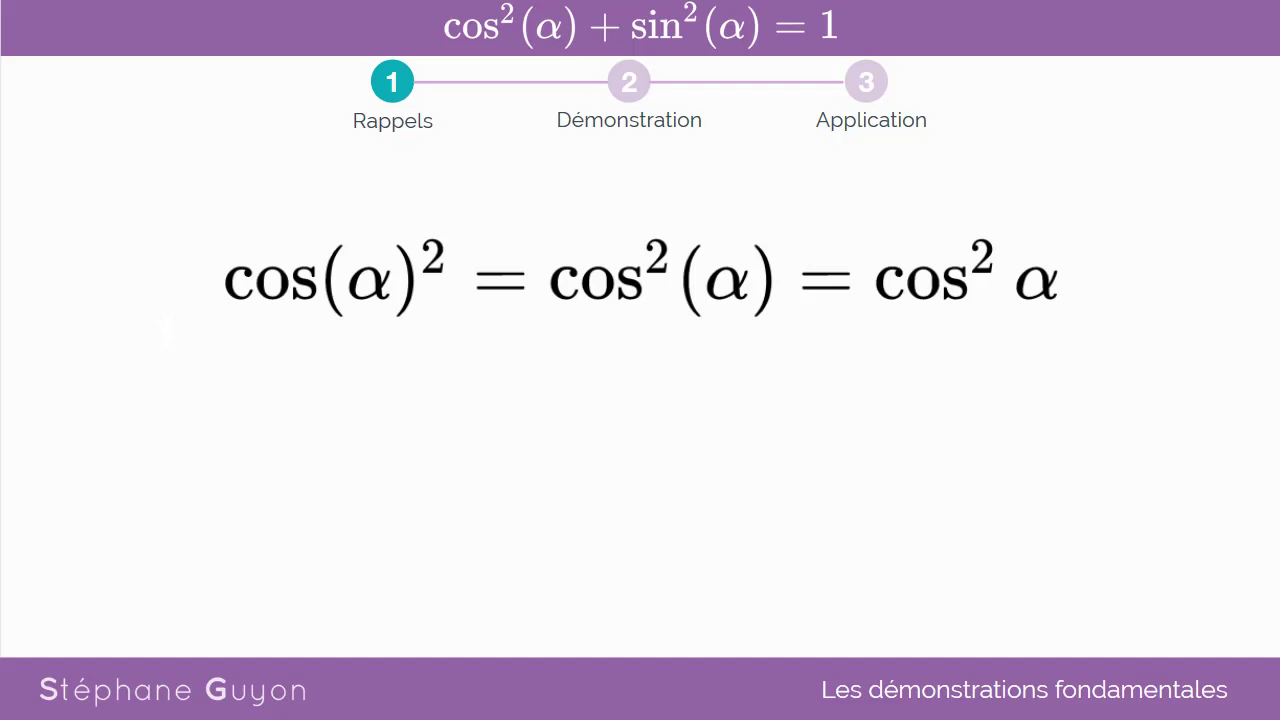 cos²(α) + sin²(α) = 1
1 2 3
Rappels Démonstration Application
cos(α)² = cos²(α) = cos² α
Stéphane Guyon Les démonstrations fondamentales